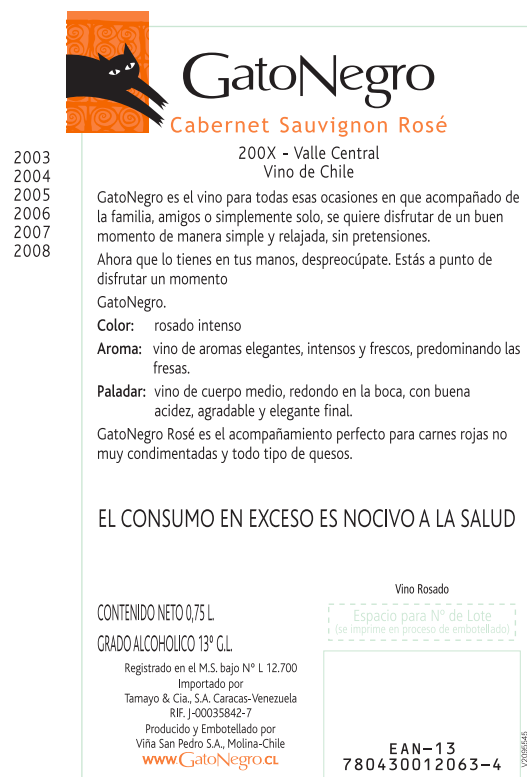 GatoNegro
Cabernet Sauvignon Rosé
200X - Valle Central
Vino de Chile
2003
2004
2005
2006
2007
2008
GatoNegro es el vino para todas esas ocasiones en que acompañado de
la familia, amigos o simplemente solo, se quiere disfrutar de un buen
momento de manera simple y relajada, sin pretensiones.
Ahora que lo tienes en tus manos, despreocúpate. Estás a punto de
disfrutar un momento
GatoNegro.
Color: rosado intenso
Aroma: vino de aromas elegantes, intensos y frescos, predominando las
fresas.
Paladar: vino de cuerpo medio, redondo en la boca, con buena
acidez, agradable y elegante final.
GatoNegro Rosé es el acompañamiento perfecto para carnes rojas no
muy condimentadas y todo tipo de quesos.
EL CONSUMO EN EXCESO ES NOCIVO A LA SALUD
Vino Rosado
CONTENIDO NETO 0,75 L.
GRADO ALCOHOLICO 13º G.L.
Espacio para Nº de Lote
(se imprime en proceso de embotellado)
Registrado en el M.S. bajo Nº L 12.700
Importado por
Tamayo & Cia., S.A. Caracas-Venezuela
RIF. J-00035842-7
Producido y Embotellado por
Viña San Pedro S.A., Molina-Chile
www.GatoNegro.CL
EAN-13
780430012063-4
V2095545